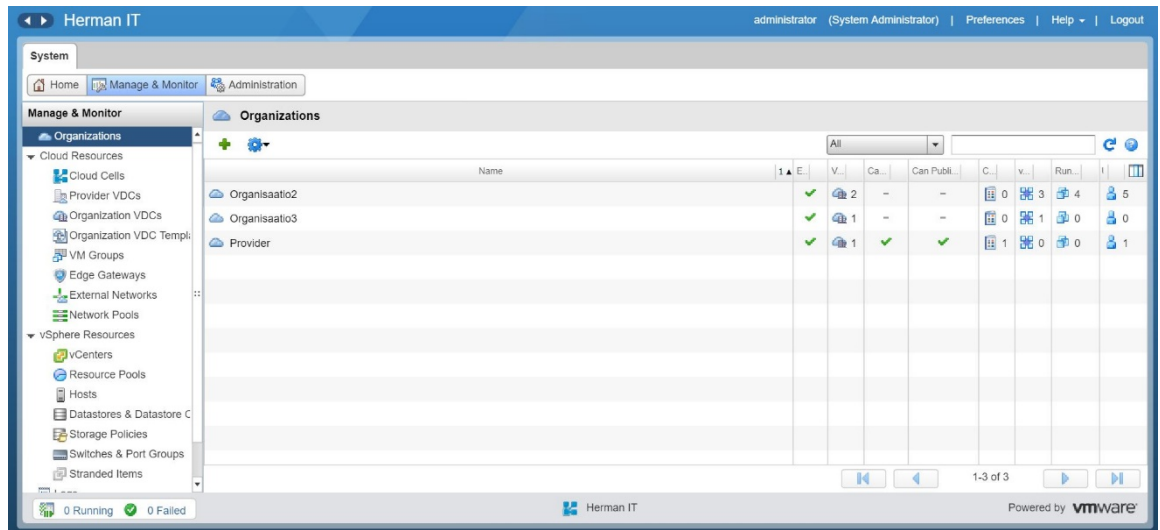 Herman IT
administrator (System Administrator) | Preferences | Help | Logout
System
Home Manage & Monitor Administration
Manage & Monitor
Organizations
Cloud Resources
Cloud Cells
Provider VDCs
Organization VDCs
Organization VDC Templa
VM Groups
Edge Gateways
External Networks
Network Pools
vSphere Resources
vCenters
Resource Pools
Hosts
Datastores & Datastore C
Storage Policies
Switches & Port Groups
Stranded Items
Organizations
All
Name 1 E... V... Ca... Can Publi... C... v... Run...
Organisaatio2 2 - - 0 3 4 5
Organisaatio3 1 - - 0 1 0 0
Provider 1 1 0 0 1
1-3 of 3
0 Running 0 Failed
Herman IT
Powered by vmware